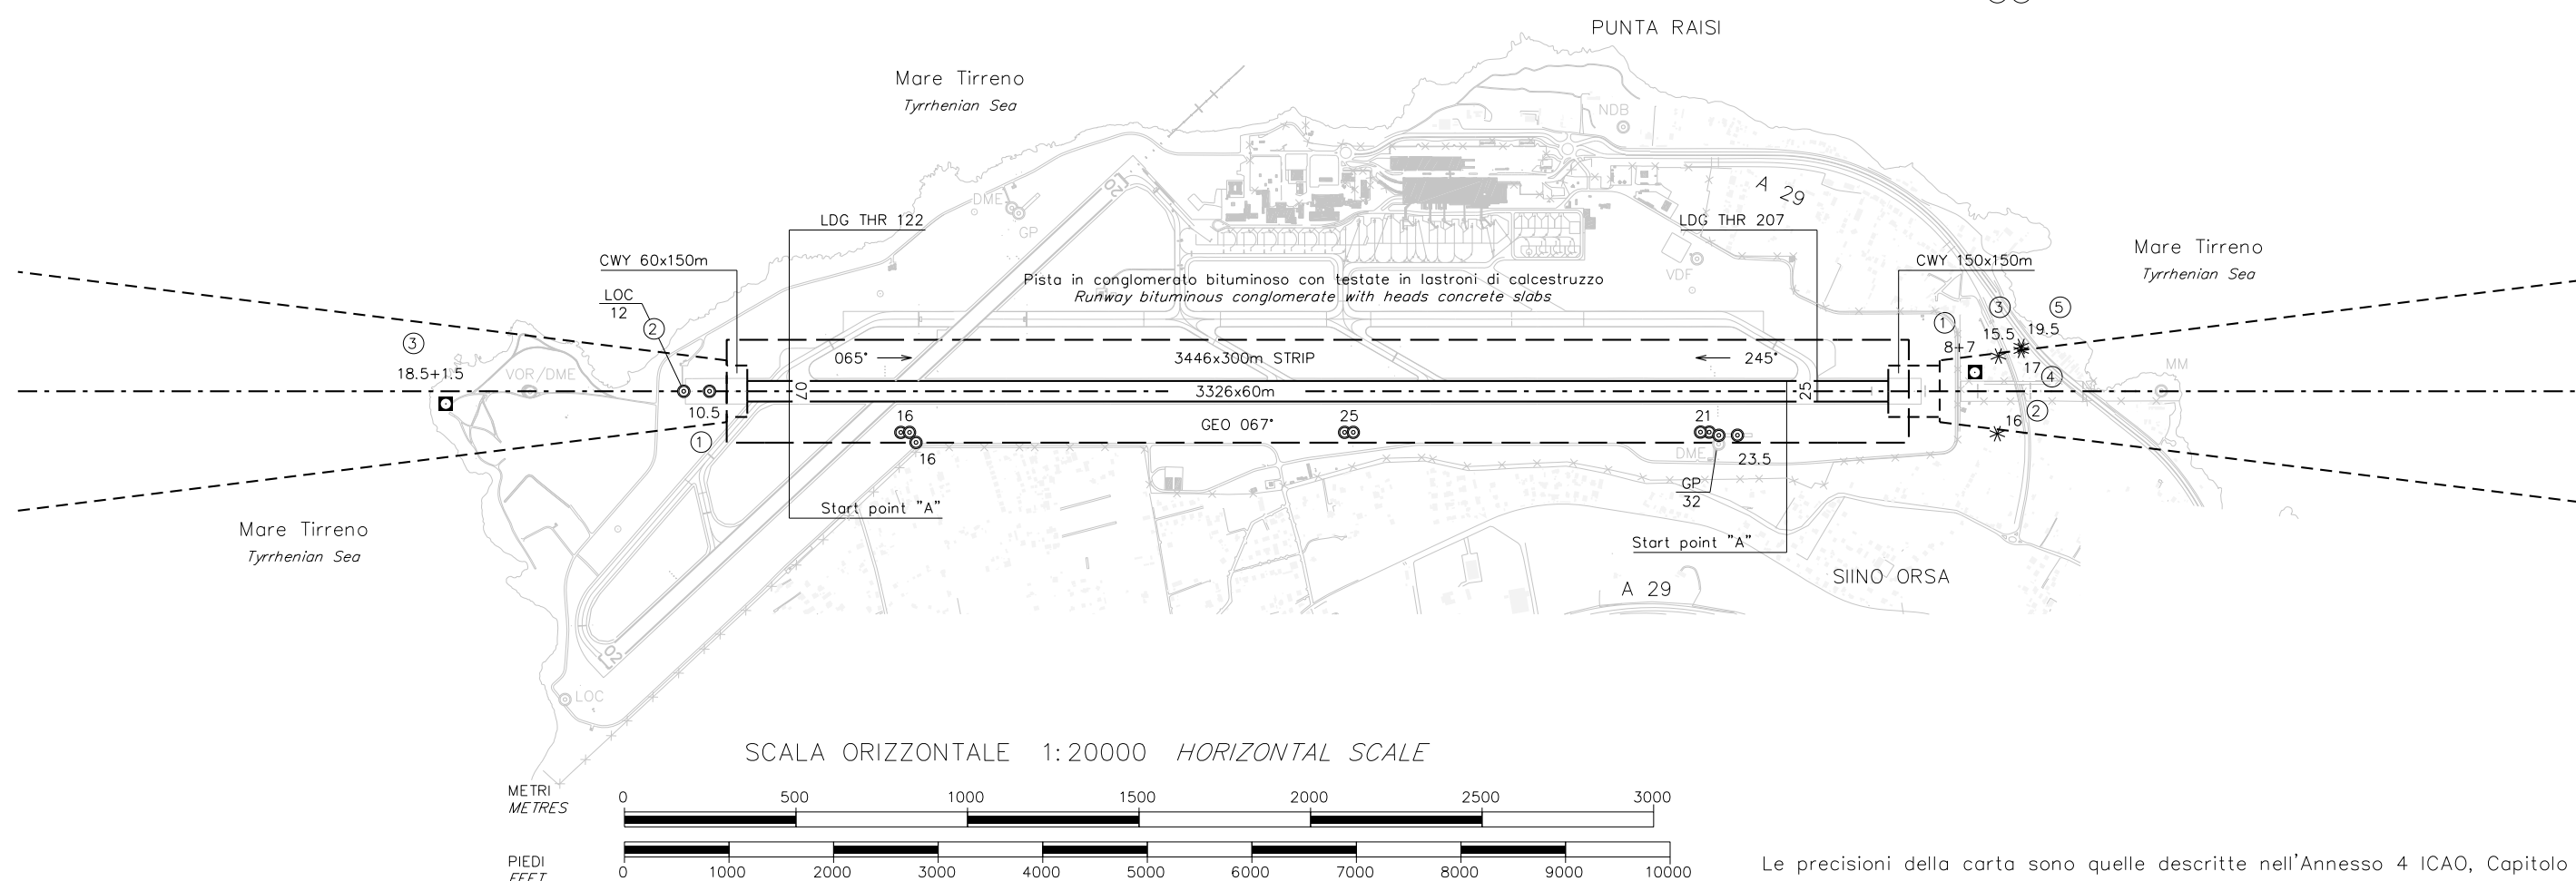 PUNTA RAISI
Mare Tirreno
Tyrrhenian Sea
NDB
A 29
20
DME
GP
LDG THR 122
LDG THR 207
Mare Tirreno
Tyrrhenian Sea
CWY 60x150m
CWY 150x150m
VDF
Pista in conglomerato bituminoso con testate in lastroni di calcestruzzo
Runway bituminous conglomerate with heads concrete slabs
LOC
12
2
3
18.5+1.5
VOR/DME
1
3
5
15.5
19.5
8+7
17
4
MM
065°
3446x300m STRIP
245°
07
3326x60m
25
10.5
1
16
16
GEO 067°
25
21
23.5
DME
GP
32
2
16
Start point "A"
Start point "A"
Mare Tirreno
Tyrrhenian Sea
SIINO ORSA
A 29
02
LOC
SCALA ORIZZONTALE 1:20000 HORIZONTAL SCALE
METRI
METRES
0 500 1000 1500 2000 2500 3000
PIEDI
FEET
0 1000 2000 3000 4000 5000 6000 7000 8000 9000 10000
Le precisioni della carta sono quelle descritte nell'Annesso 4 ICAO, Capitolo